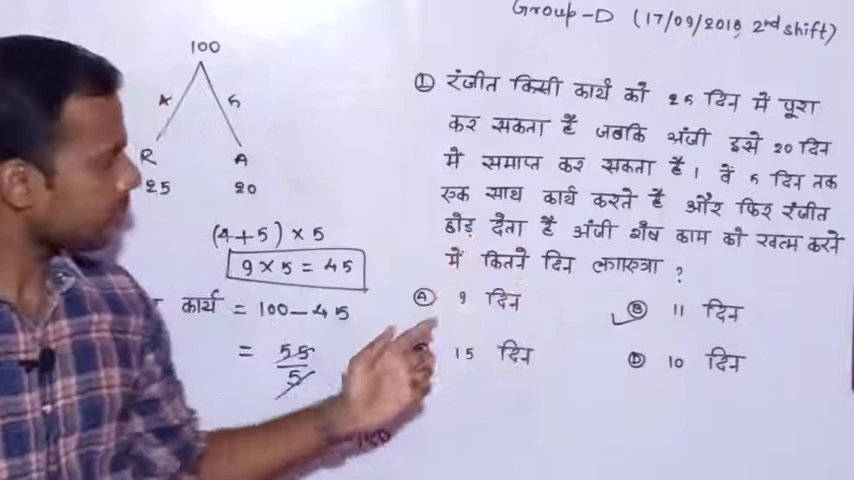 Group-D (17/09/2018, 2nd shift)
① रंजीत किसी कार्य को 25 दिन में पूरा
कर सकता है जबकि अंजी इसे 20 दिन
में समाप्त कर सकता है। वे 5 दिन तक
एक साथ कार्य करते है और फिर रंजीत
छोड़ देता है अंजी शेष काम को खत्म करने
में कितने दिन लगाएगा ?
Ⓐ 9 दिन
Ⓑ 11 दिन
15 दिन
Ⓓ 10 दिन
100
4 5
R A
25 20
(4+5) × 5
9 × 5 = 45
कार्य = 100 – 45
= 55
5